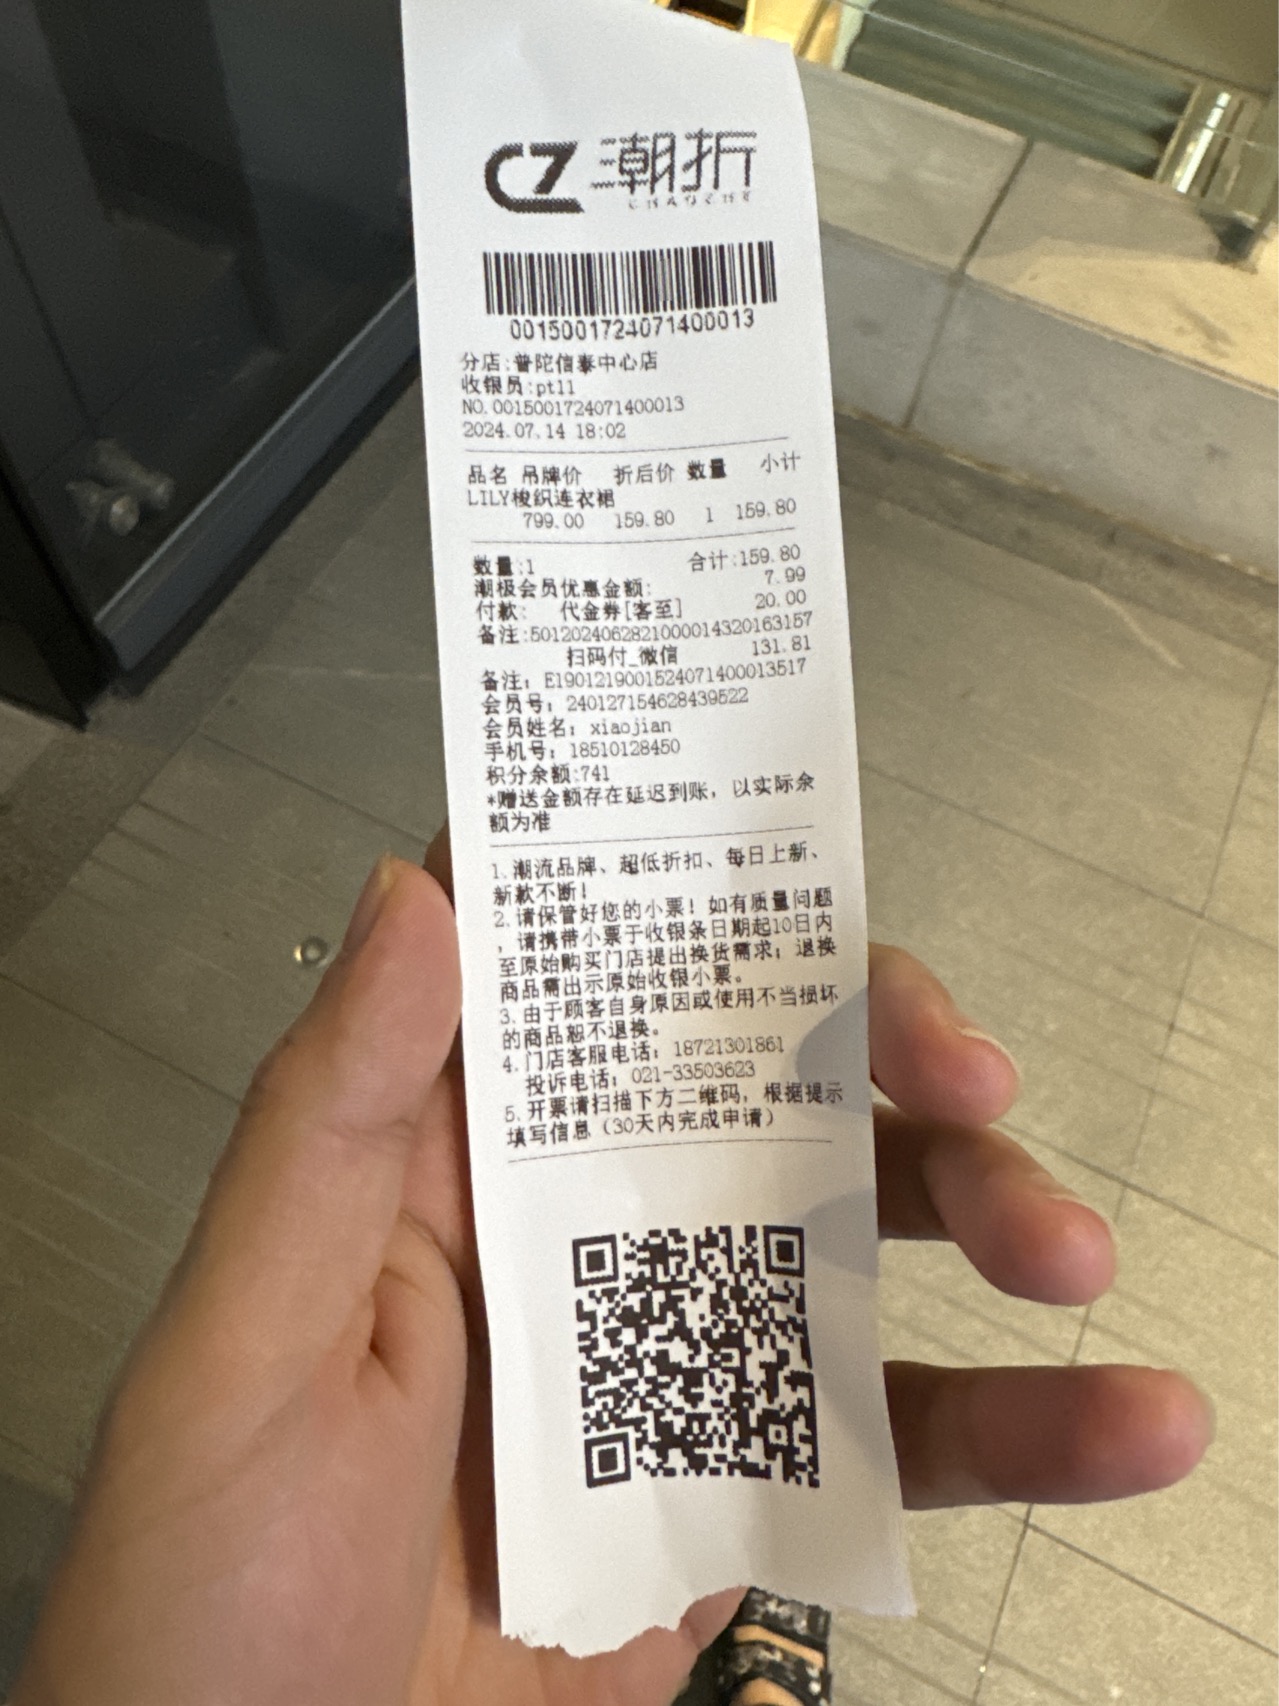 CZ 潮折
CHAOZHE
0015001724071400013
分店:普陀信泰中心店
收银员:pt11
NO.0015001724071400013
2024.07.14 18:02
品名 吊牌价 折后价 数量 小计
LILY梭织连衣裙
799.00 159.80 1 159.80
数量:1 合计:159.80
潮极会员优惠金额: 7.99
付款: 代金券[客至] 20.00
备注:5012024062821000014320163157
扫码付_微信 131.81
备注: E1901219001524071400013517
会员号: 240127154628439522
会员姓名: xiaojian
手机号: 18510128450
积分余额:741
*赠送金额存在延迟到账，以实际余
额为准
1.潮流品牌、超低折扣、每日上新、
新款不断!
2.请保管好您的小票！如有质量问题
，请携带小票于收银条日期起10日内
至原始购买门店提出换货需求；退换
商品需出示原始收银小票。
3.由于顾客自身原因或使用不当损坏
的商品恕不退换。
4.门店客服电话: 18721301861
投诉电话: 021-33503623
5.开票请扫描下方二维码，根据提示
填写信息（30天内完成申请）